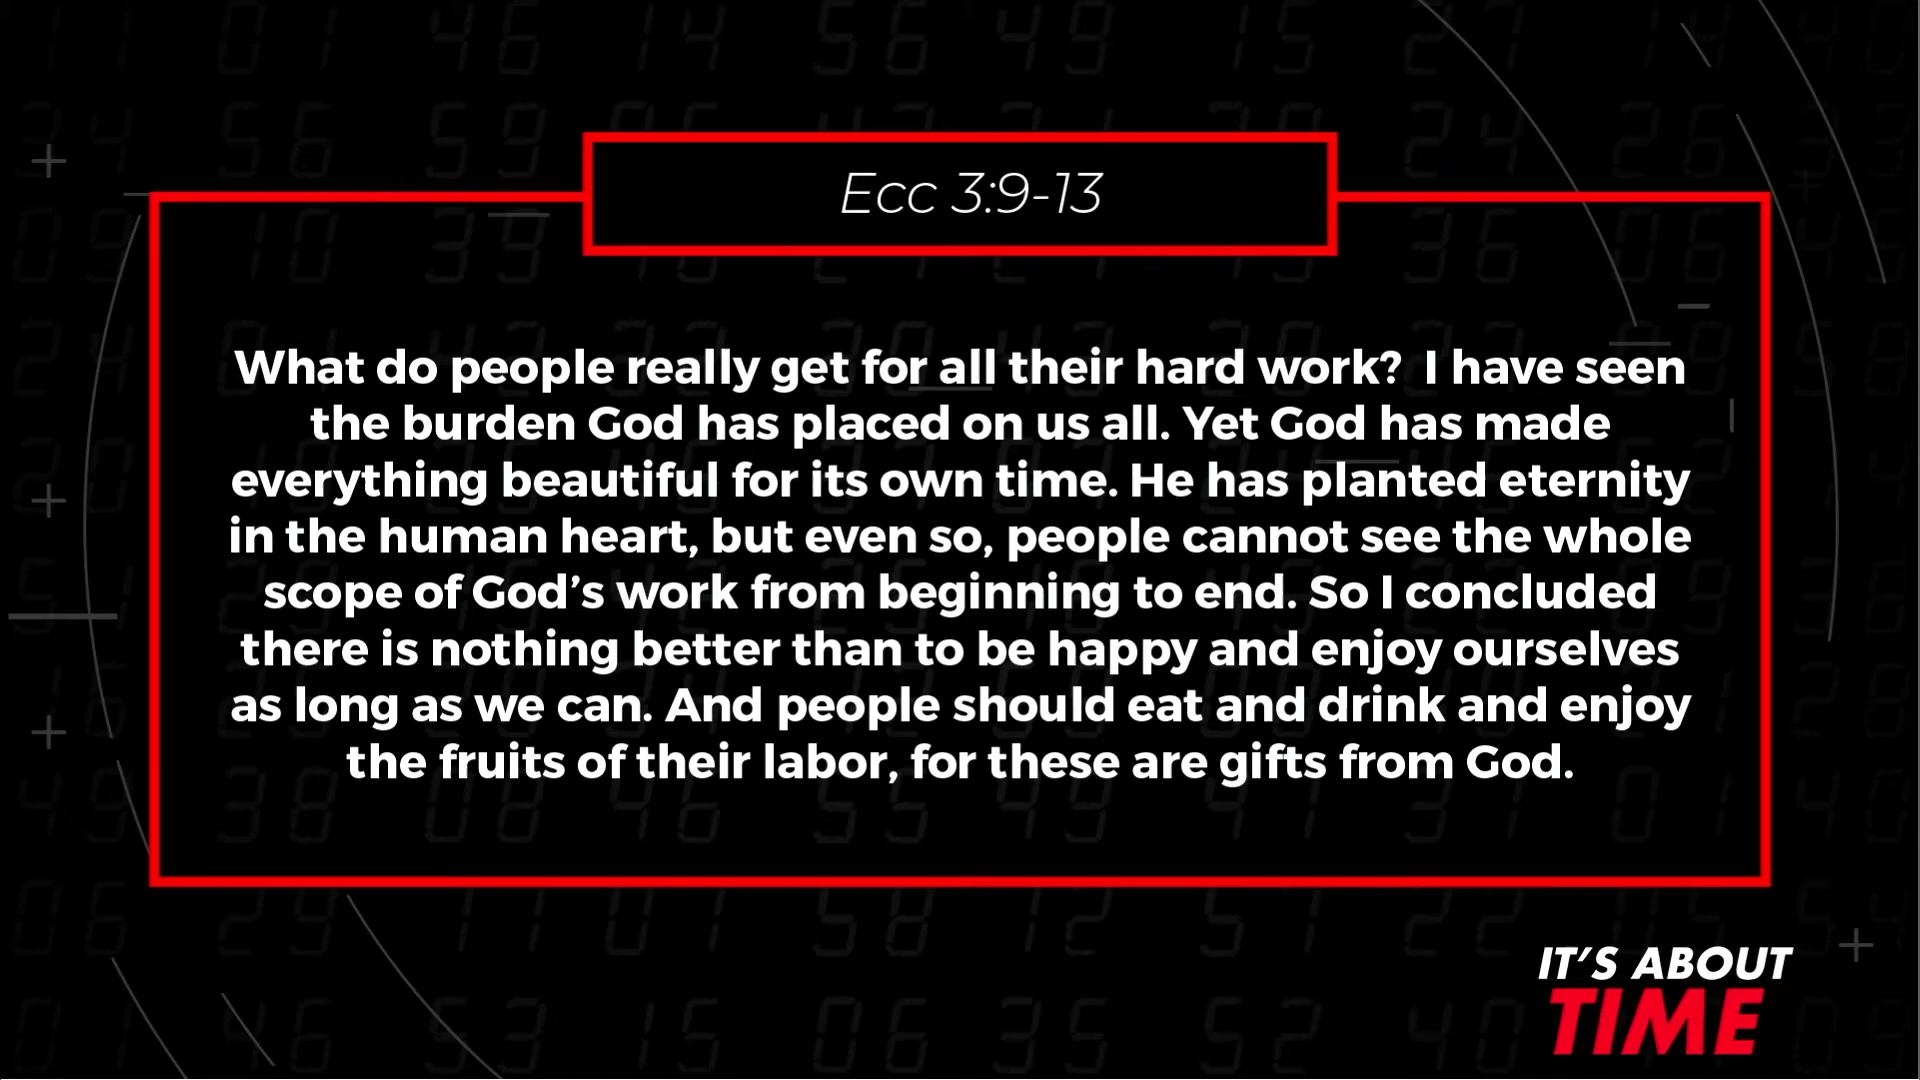 Ecc 3:9-13
What do people really get for all their hard work?  I have seen
the burden God has placed on us all. Yet God has made
everything beautiful for its own time. He has planted eternity
in the human heart, but even so, people cannot see the whole
scope of God’s work from beginning to end. So I concluded
there is nothing better than to be happy and enjoy ourselves
as long as we can. And people should eat and drink and enjoy
the fruits of their labor, for these are gifts from God.
IT’S ABOUT
TIME